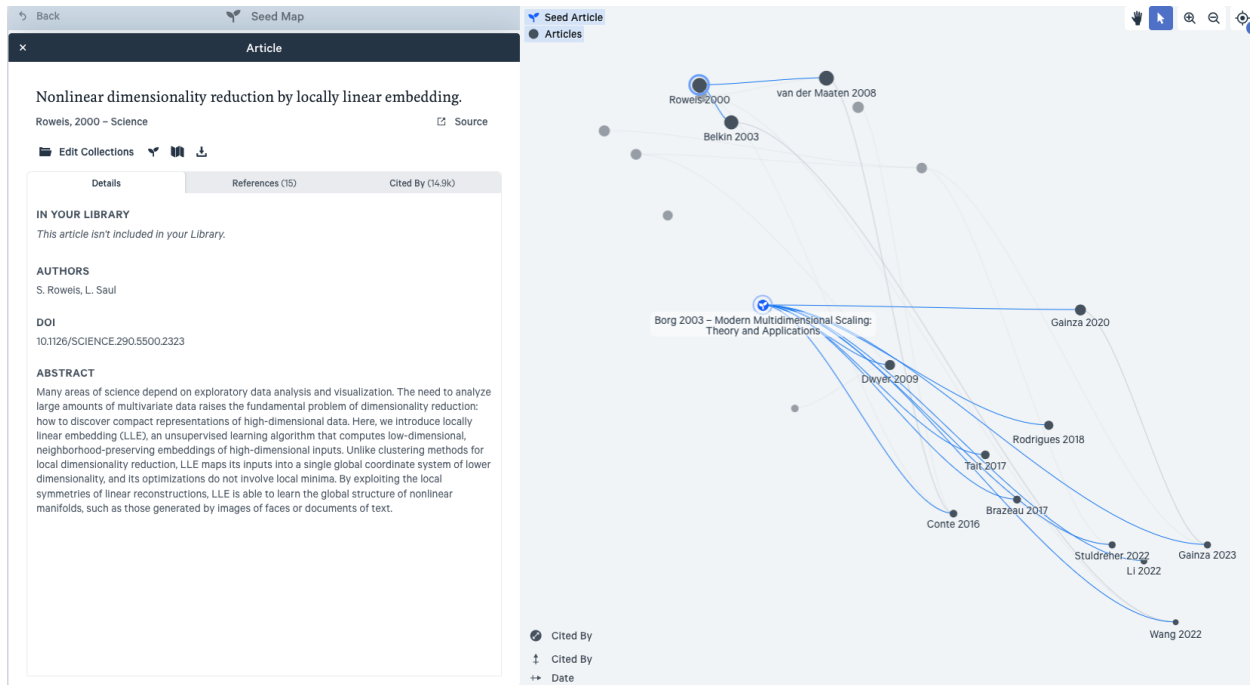 Back
Seed Map
Article
Nonlinear dimensionality reduction by locally linear embedding.
Roweis, 2000 – Science
Source
Edit Collections
Details
References (15)
Cited By (14.9k)
IN YOUR LIBRARY
This article isn't included in your Library.
AUTHORS
S. Roweis, L. Saul
DOI
10.1126/SCIENCE.290.5500.2323
ABSTRACT
Many areas of science depend on exploratory data analysis and visualization. The need to analyze
large amounts of multivariate data raises the fundamental problem of dimensionality reduction:
how to discover compact representations of high-dimensional data. Here, we introduce locally
linear embedding (LLE), an unsupervised learning algorithm that computes low-dimensional,
neighborhood-preserving embeddings of high-dimensional inputs. Unlike clustering methods for
local dimensionality reduction, LLE maps its inputs into a single global coordinate system of lower
dimensionality, and its optimizations do not involve local minima. By exploiting the local
symmetries of linear reconstructions, LLE is able to learn the global structure of nonlinear
manifolds, such as those generated by images of faces or documents of text.
Seed Article
Articles
Roweis 2000
van der Maaten 2008
Belkin 2003
Borg 2003 – Modern Multidimensional Scaling:
Theory and Applications
Gainza 2020
Dwyer 2009
Rodrigues 2018
Tait 2017
Brazeau 2017
Conte 2016
Stuldreher 2022
Li 2022
Gainza 2023
Wang 2022
Cited By
Cited By
Date